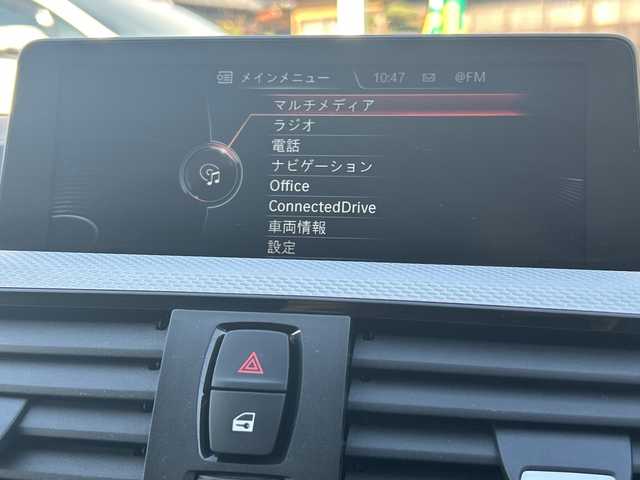 メインメニュー 10:47 @FM
マルチメディア
ラジオ
電話
ナビゲーション
Office
ConnectedDrive
車両情報
設定